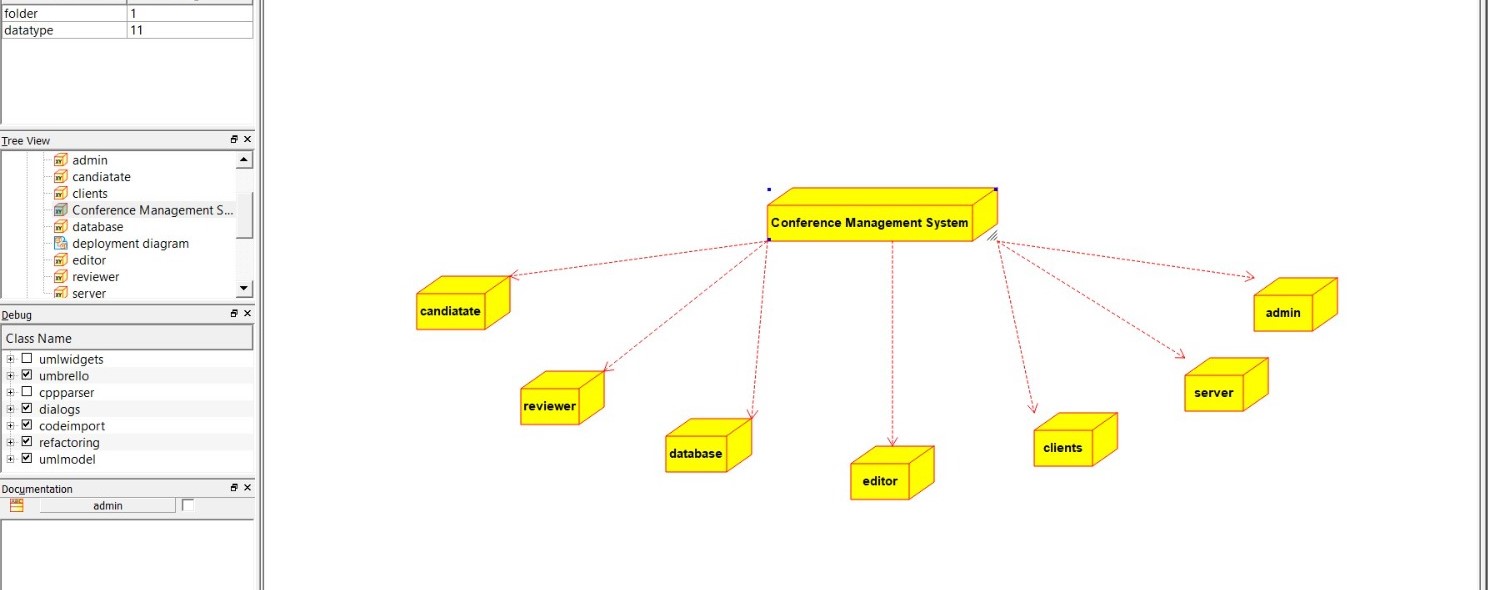 folder 1
datatype 11
Tree View
admin
candiatate
clients
Conference Management S...
database
deployment diagram
editor
reviewer
server
Debug
Class Name
umlwidgets
umbrello
cppparser
dialogs
codeimport
refactoring
umlmodel
Documentation
admin
Conference Management System
candiatate
admin
reviewer
server
database
clients
editor